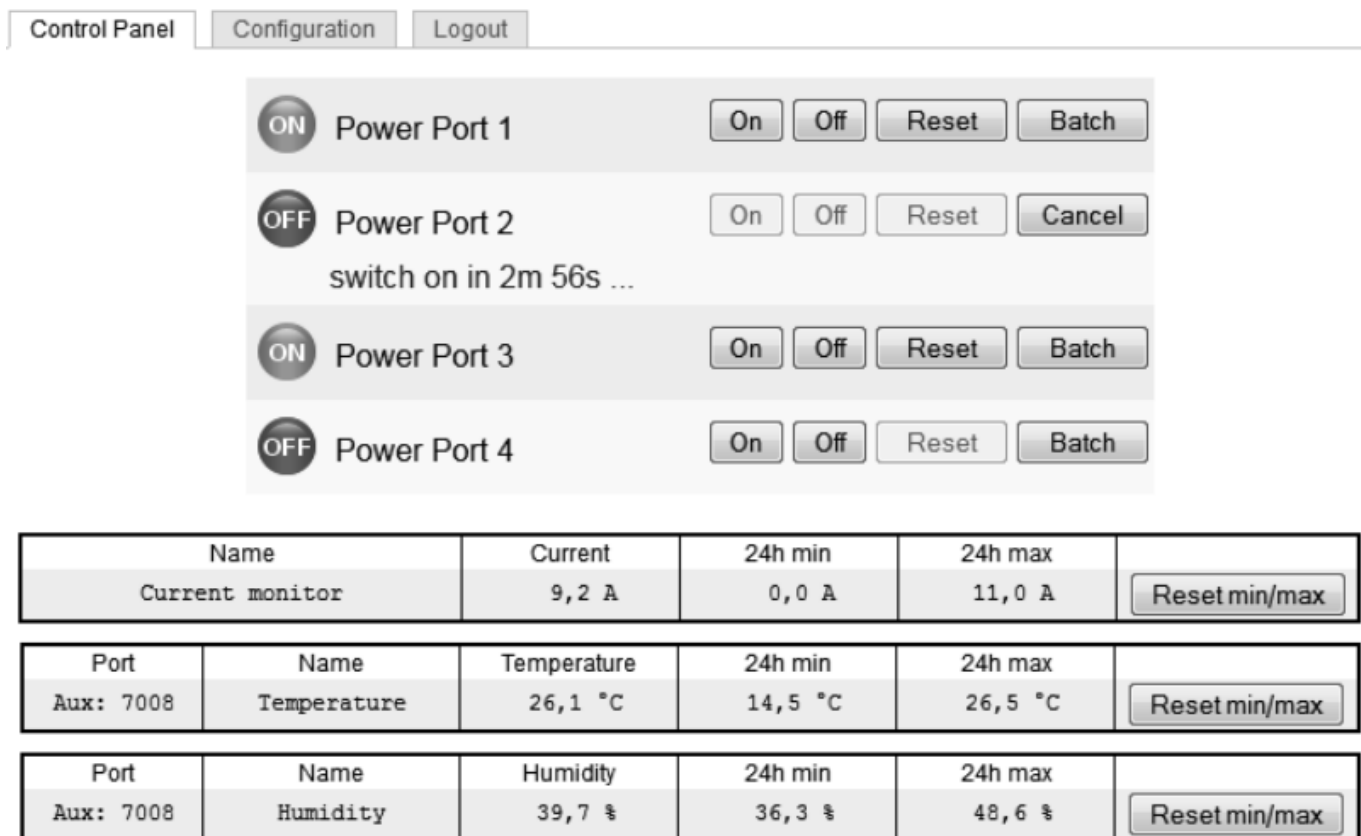 Control Panel Configuration Logout
ON Power Port 1 On Off Reset Batch
OFF Power Port 2 On Off Reset Cancel
switch on in 2m 56s ...
ON Power Port 3 On Off Reset Batch
OFF Power Port 4 On Off Reset Batch
Name Current 24h min 24h max
Current monitor 9,2 A 0,0 A 11,0 A Reset min/max
Port Name Temperature 24h min 24h max
Aux: 7008 Temperature 26,1 °C 14,5 °C 26,5 °C Reset min/max
Port Name Humidity 24h min 24h max
Aux: 7008 Humidity 39,7 % 36,3 % 48,6 % Reset min/max